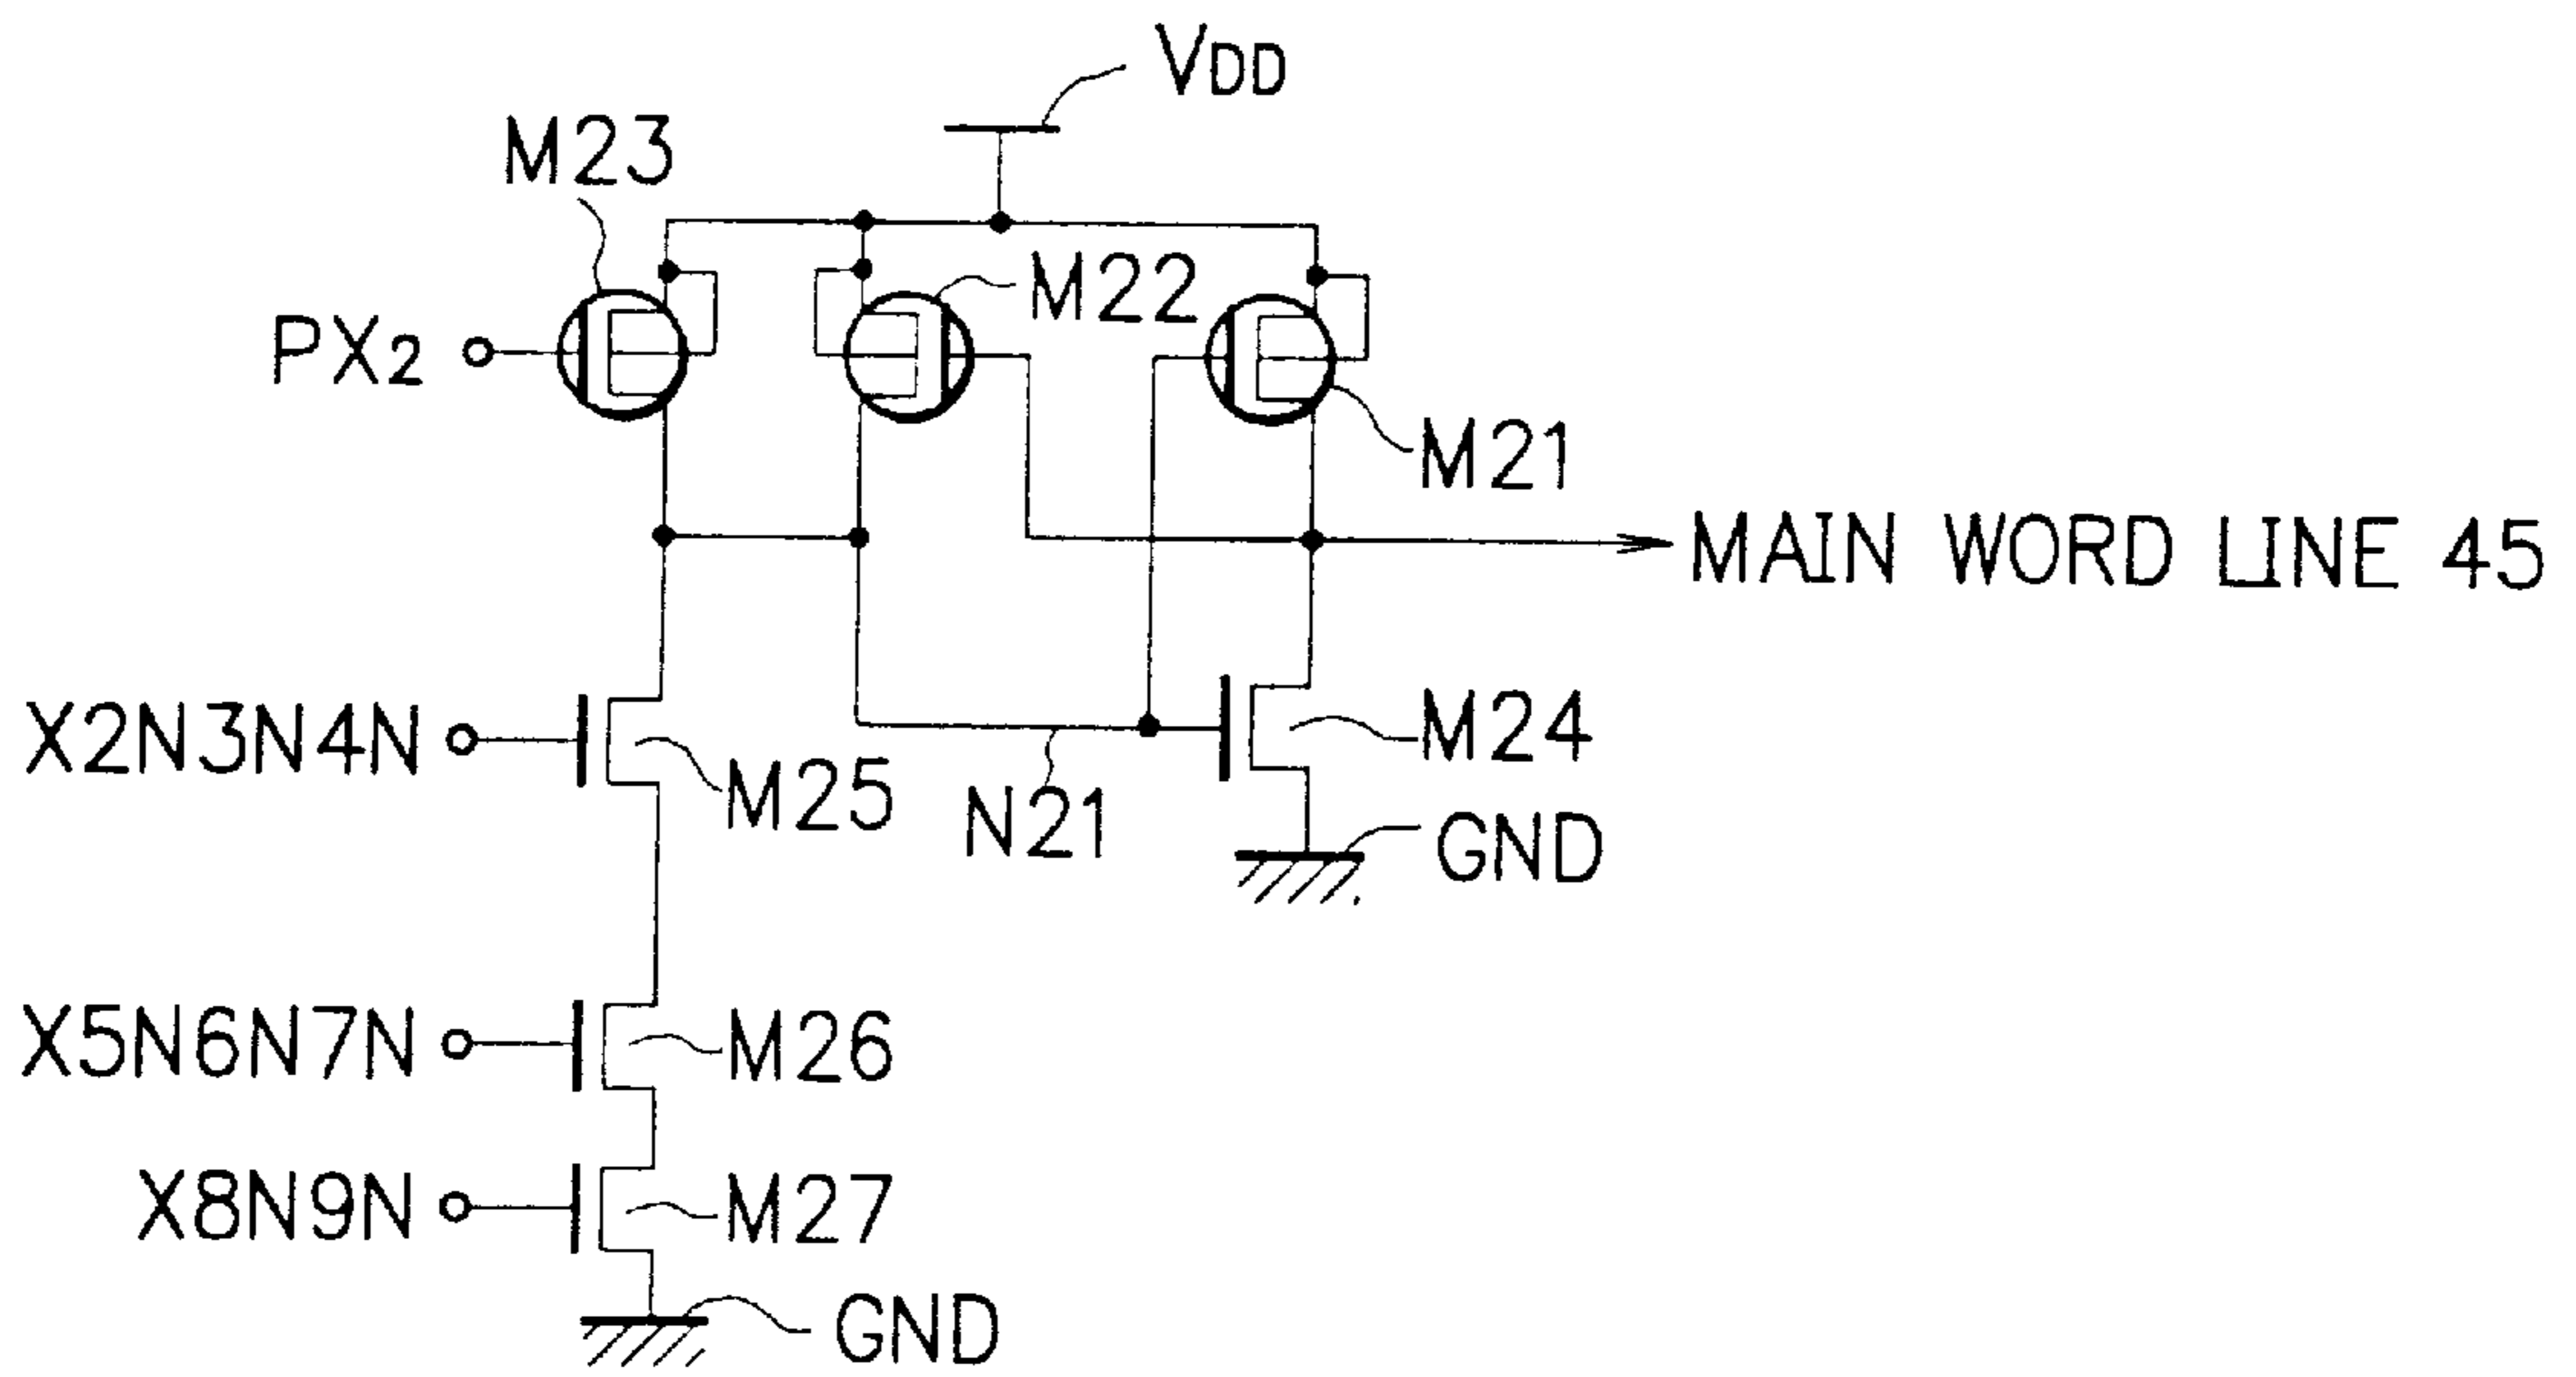 VDD
M23
M22
PX2
M21
MAIN WORD LINE 45
X2N3N4N
M24
M25
N21
GND
X5N6N7N
M26
X8N9N
M27
GND